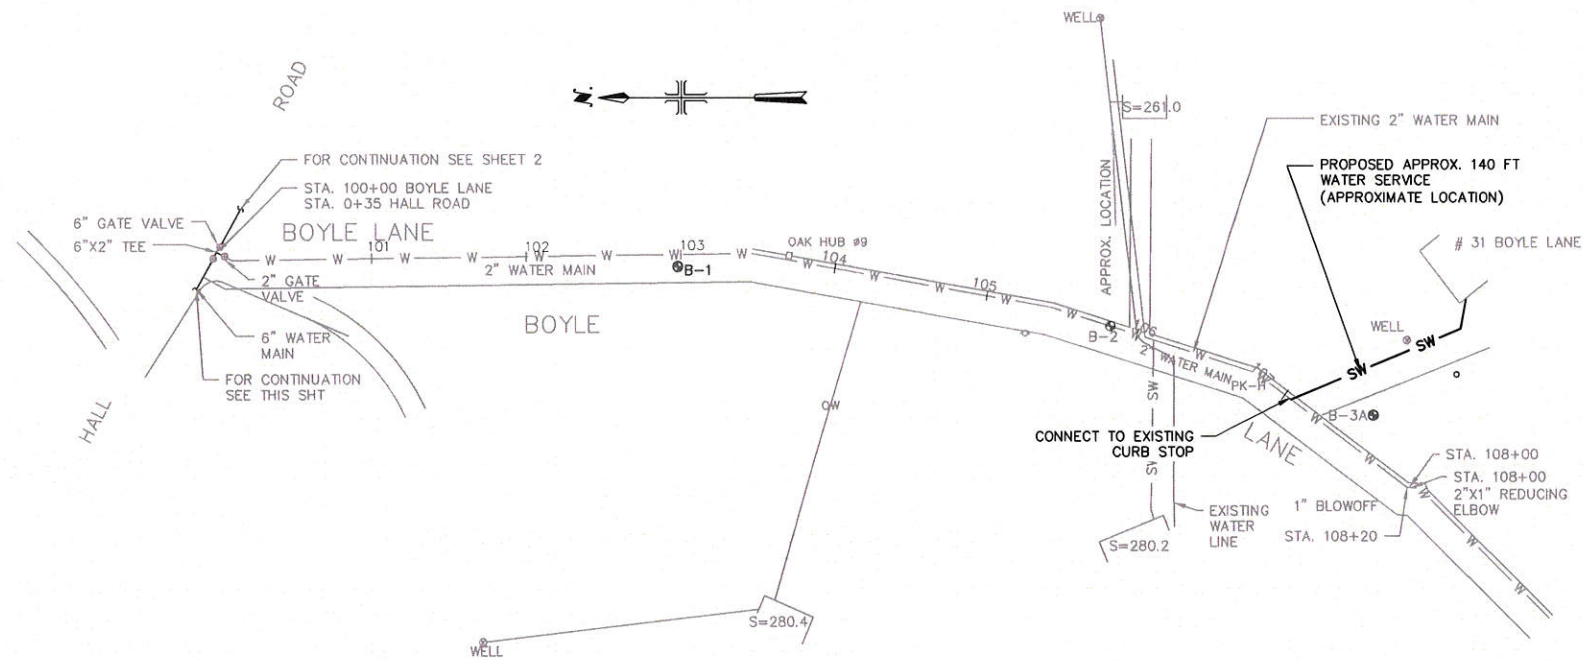 WELL
ROAD
N.
S=261.0
EXISTING 2" WATER MAIN
FOR CONTINUATION SEE SHEET 2
PROPOSED APPROX. 140 FT
WATER SERVICE
(APPROXIMATE LOCATION)
STA. 100+00 BOYLE LANE
STA. 0+35 HALL ROAD
6" GATE VALVE
6"X2" TEE
BOYLE LANE
APPROX. LOCATION
# 31 BOYLE LANE
101
102
103
OAK HUB #9
104
105
106
107
W W W W W W W W W W W W W W W W W W W
2" WATER MAIN
B-1
2" GATE
VALVE
BOYLE
B-2
2" WATER MAIN
PK-H
WELL
SW
SW
6" WATER
MAIN
FOR CONTINUATION
SEE THIS SHT
HALL
OW
SW
SW
B-3A
CONNECT TO EXISTING
CURB STOP
LANE
STA. 108+00
STA. 108+00
2"X1" REDUCING
ELBOW
1" BLOWOFF
STA. 108+20
EXISTING
WATER
LINE
S=280.2
S=280.4
WELL